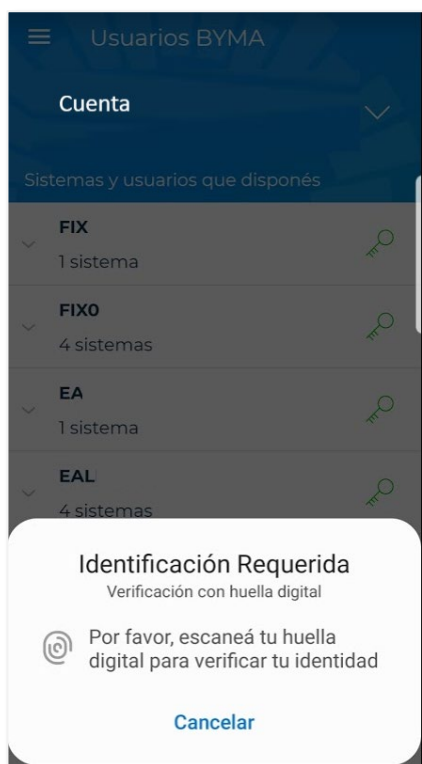 Usuarios BYMA
Cuenta
Sistemas y usuarios que disponés
FIX
1 sistema
FIX0
4 sistemas
EA
1 sistema
EAL
4 sistemas
Identificación Requerida
Verificación con huella digital
Por favor, escaneá tu huella
digital para verificar tu identidad
Cancelar